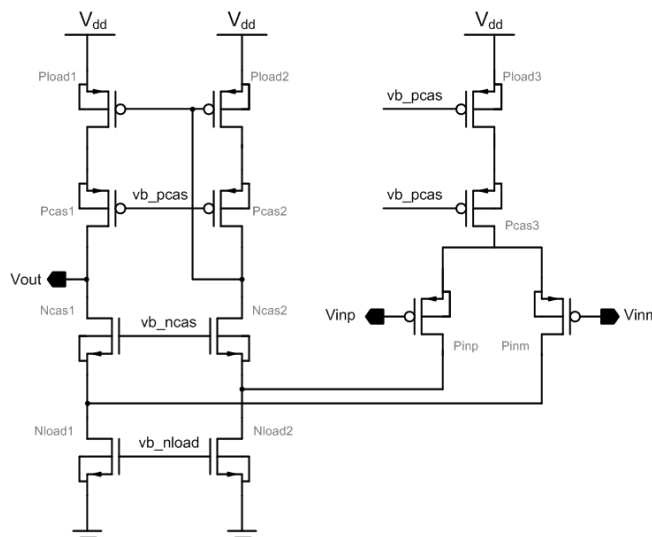 Vdd Vdd Vdd
Pload1 Pload2 Pload3
vb_pcas
vb_pcas vb_pcas
Pcas1 Pcas2 Pcas3
Vout
Ncas1 Ncas2
vb_ncas
Vinp Vinm
Pinp Pinm
Nload1 Nload2
vb_nload